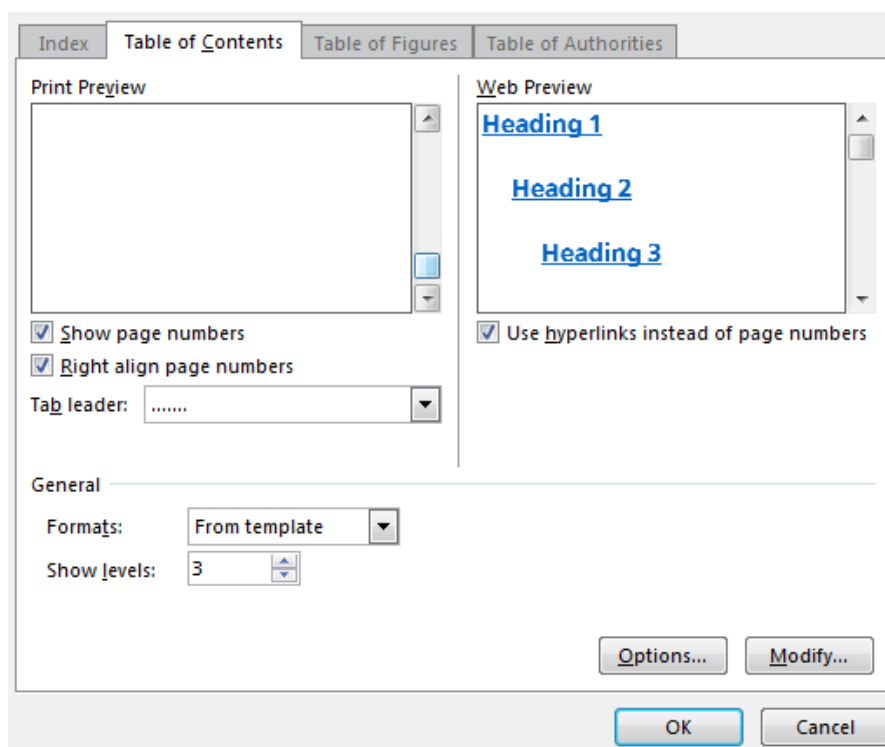 Index Table of Contents Table of Figures Table of Authorities
Print Preview
Web Preview
Heading 1
Heading 2
Heading 3
Show page numbers
Use hyperlinks instead of page numbers
Right align page numbers
Tab leader: .......
General
Formats: From template
Show levels: 3
Options... Modify...
OK Cancel